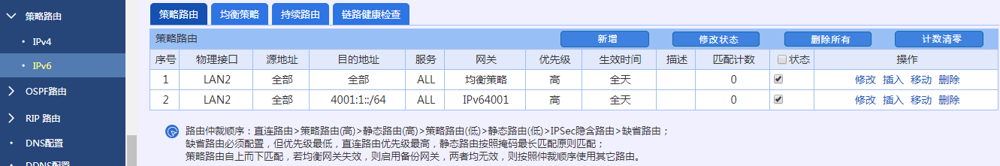 策略路由
IPv4
IPv6
OSPF路由
RIP 路由
DNS配置
DDNS配置
策略路由 均衡策略 持续路由 链路健康检查
策略路由 新增 修改状态 删除所有 计数清零
序号 物理接口 源地址 目的地址 服务 网关 优先级 生效时间 描述 匹配计数 状态 操作
1 LAN2 全部 全部 ALL 均衡策略 高 全天 0 修改 插入 移动 删除
2 LAN2 全部 4001:1::/64 ALL IPv64001 高 全天 0 修改 插入 移动 删除
路由仲裁顺序：直连路由>策略路由(高)>静态路由(高)>策略路由(低)>静态路由(低)>IPSec隐含路由>缺省路由；
缺省路由必须配置，但优先级最低，直连路由优先级最高，静态路由按照掩码最长匹配原则匹配；
策略路由自上而下匹配，若均衡网关失效，则启用备份网关，两者均无效，则按照仲裁顺序使用其它路由。